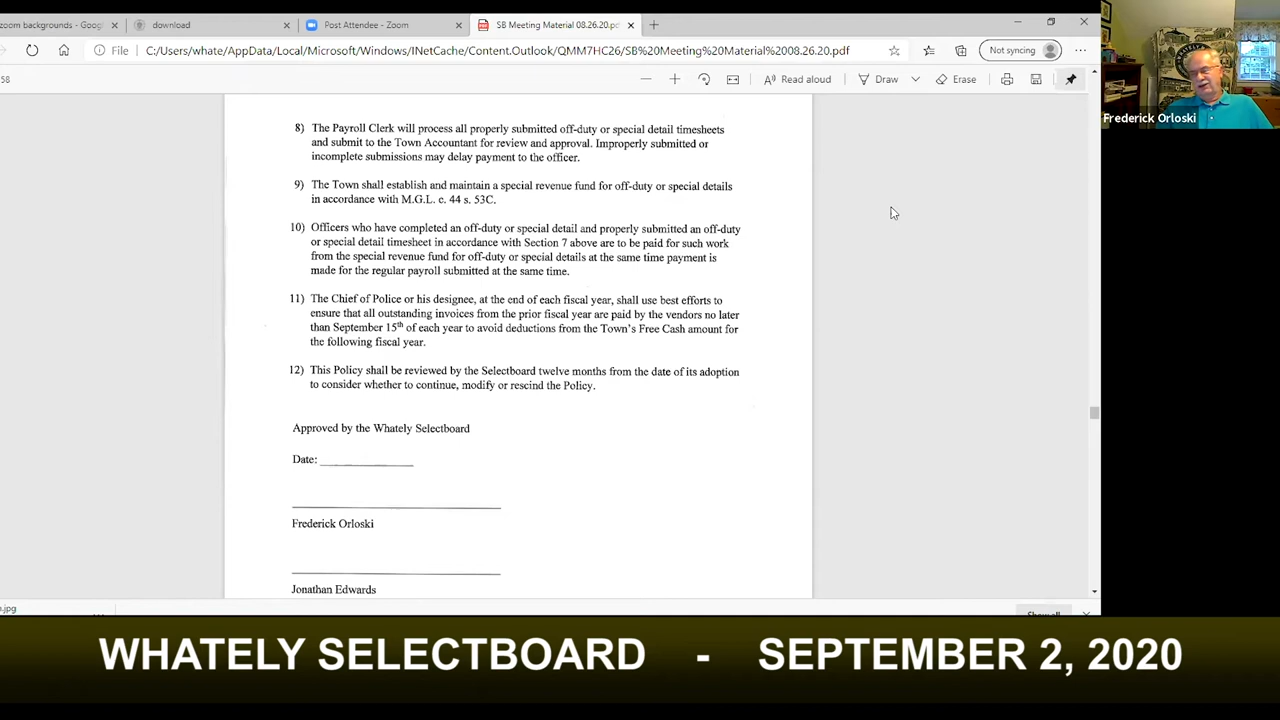 zoom backgrounds - Goog
download
Post Attendee - Zoom
SB Meeting Material 08.26.20.pd
File
C:/Users/whate/AppData/Local/Microsoft/Windows/INetCache/Content.Outlook/QMM7HC26/SB%20Meeting%20Material%2008.26.20.pdf
Not syncing
58
Read aloud
Draw
Erase
Frederick Orloski
8) The Payroll Clerk will process all properly submitted off-duty or special detail timesheets
and submit to the Town Accountant for review and approval. Improperly submitted or
incomplete submissions may delay payment to the officer.
9) The Town shall establish and maintain a special revenue fund for off-duty or special details
in accordance with M.G.L. c. 44 s. 53C.
10) Officers who have completed an off-duty or special detail and properly submitted an off-duty
or special detail timesheet in accordance with Section 7 above are to be paid for such work
from the special revenue fund for off-duty or special details at the same time payment is
made for the regular payroll submitted at the same time.
11) The Chief of Police or his designee, at the end of each fiscal year, shall use best efforts to
ensure that all outstanding invoices from the prior fiscal year are paid by the vendors no later
than September 15th of each year to avoid deductions from the Town's Free Cash amount for
the following fiscal year.
12) This Policy shall be reviewed by the Selectboard twelve months from the date of its adoption
to consider whether to continue, modify or rescind the Policy.
Approved by the Whately Selectboard
Date:
Frederick Orloski
Jonathan Edwards
.jpg
Show all
WHATELY SELECTBOARD - SEPTEMBER 2, 2020